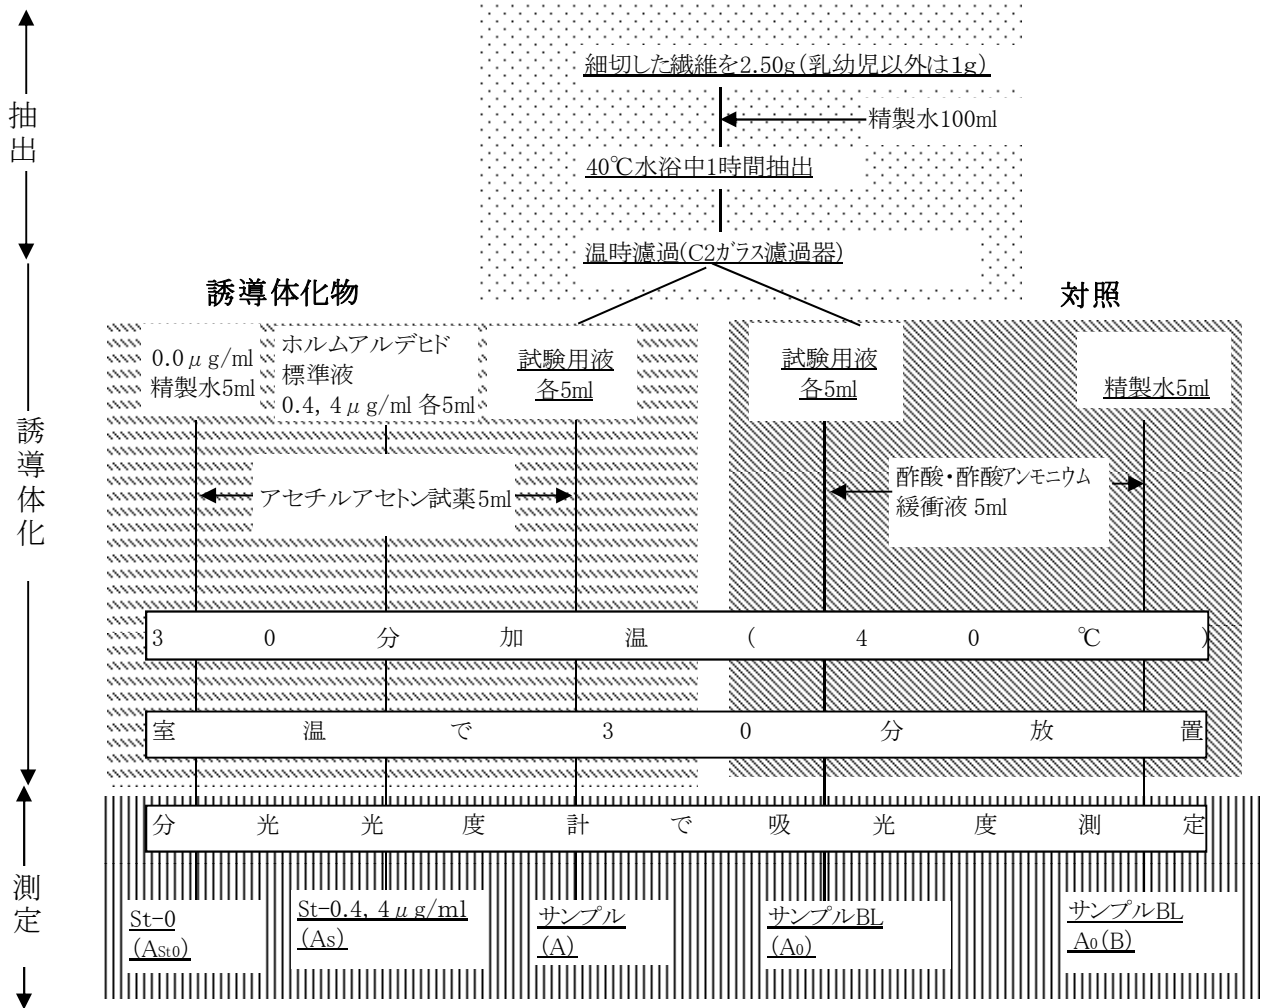 抽出
細切した繊維を2.50g(乳幼児以外は1g)
精製水100ml
40℃水浴中1時間抽出
温時濾過(C2ガラス濾過器)
誘導体化
誘導体化物
対照
0.0μg/ml
精製水5ml
ホルムアルデヒド
標準液
0.4, 4μg/ml 各5ml
試験用液
各5ml
試験用液
各5ml
精製水5ml
アセチルアセトン試薬5ml
酢酸・酢酸アンモニウム
緩衝液 5ml
30分加温(40℃)
室温で30分放置
測定
分光光度計で吸光度測定
St-0
(ASt0)
St-0.4, 4μg/ml
(As)
サンプル
(A)
サンプルBL
(A0)
サンプルBL
A0(B)